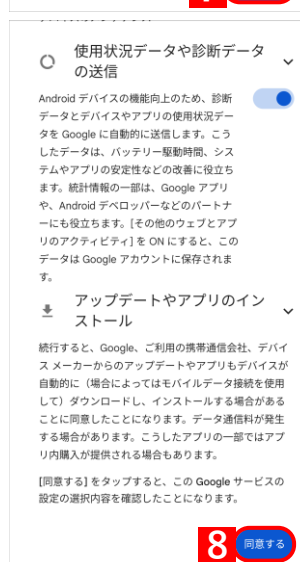 使用状況データや診断データ
の送信
Android デバイスの機能向上のため、診断
データとデバイスやアプリの使用状況デー
タを Google に自動的に送信します。こう
したデータは、バッテリー駆動時間、シス
テムやアプリの安定性などの改善に役立ち
ます。統計情報の一部は、Google アプリ
や、Android デベロッパーなどのパートナ
ーにも役立ちます。[その他のウェブとアプ
リのアクティビティ] を ON にすると、この
データは Google アカウントに保存されま
す。
アップデートやアプリのイン
ストール
続行すると、Google、ご利用の携帯通信会社、デバイ
ス メーカーからのアップデートやアプリもデバイスが
自動的に（場合によってはモバイルデータ接続を使用
して）ダウンロードし、インストールする場合がある
ことに同意したことになります。データ通信料が発生
する場合があります。こうしたアプリの一部ではアプ
リ内購入が提供される場合もあります。
[同意する] をタップすると、この Google サービスの
設定の選択内容を確認したことになります。
8 同意する